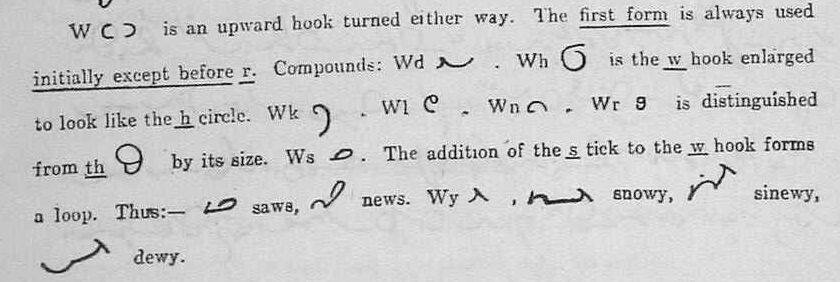 W is an upward hook turned either way. The first form is always used
initially except before r. Compounds: Wd . Wh is the w hook enlarged
to look like the h circle. Wk . Wl . Wn . Wr is distinguished
from th by its size. Ws . The addition of the s tick to the w hook forms
a loop. Thus:— saws, news. Wy , snowy, sinewy,
dewy.